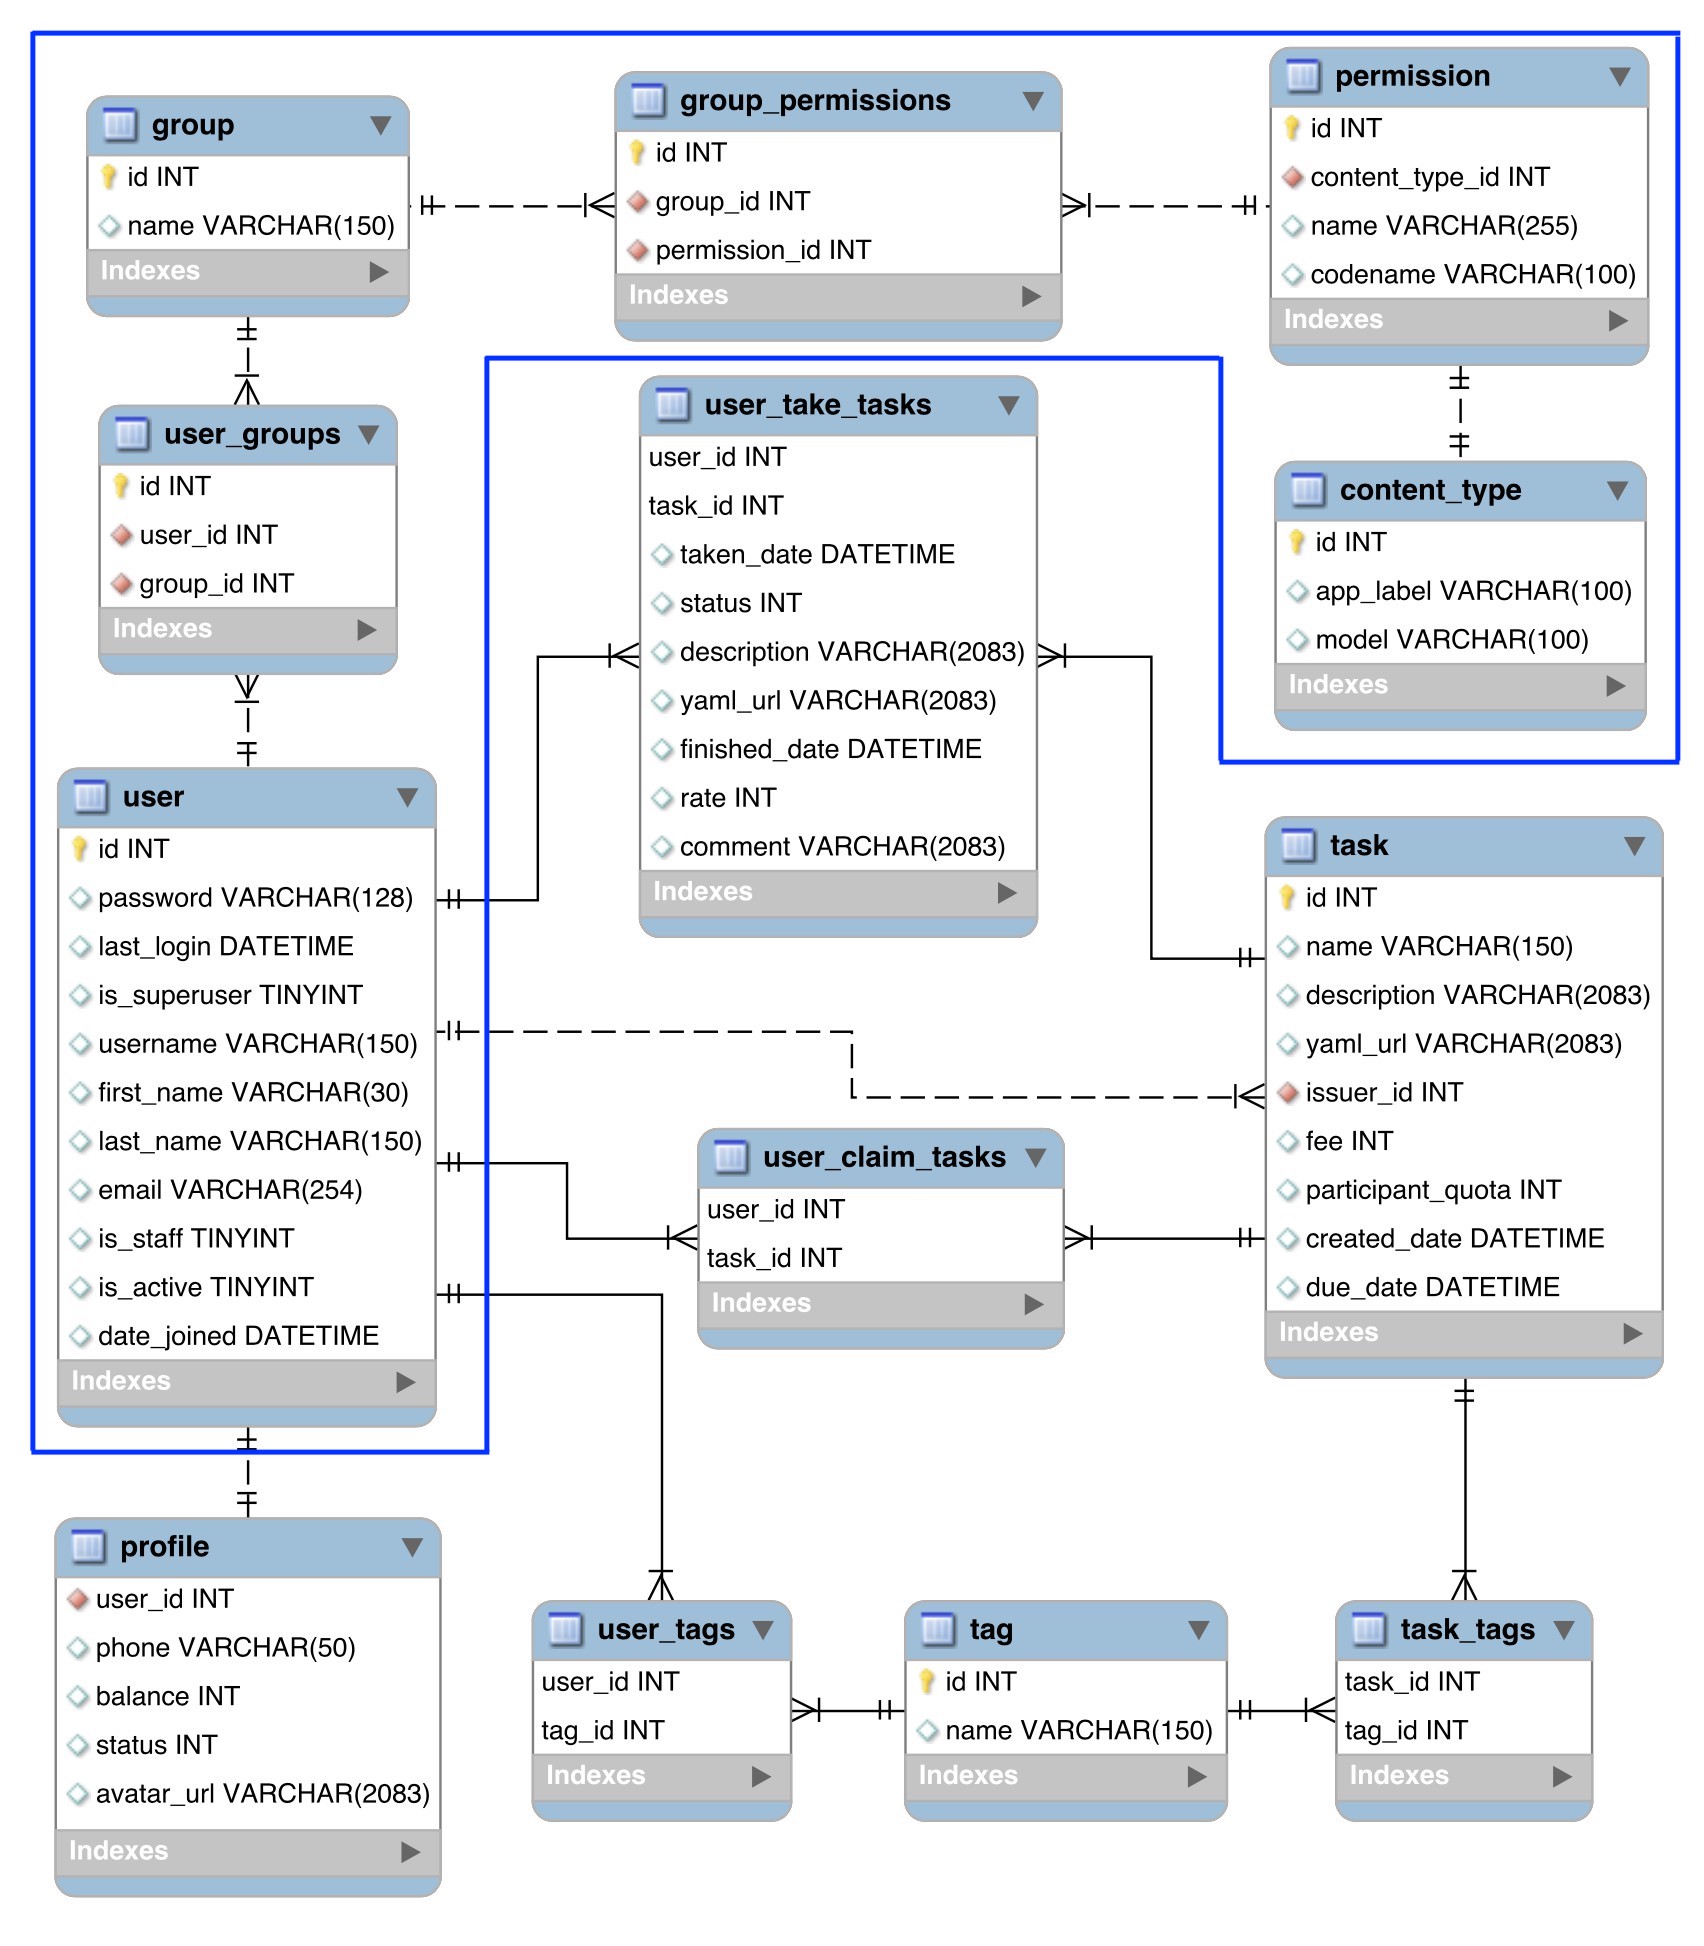 group
id INT
name VARCHAR(150)
Indexes
group_permissions
id INT
group_id INT
permission_id INT
Indexes
permission
id INT
content_type_id INT
name VARCHAR(255)
codename VARCHAR(100)
Indexes
user_groups
id INT
user_id INT
group_id INT
Indexes
user_take_tasks
user_id INT
task_id INT
taken_date DATETIME
status INT
description VARCHAR(2083)
yaml_url VARCHAR(2083)
finished_date DATETIME
rate INT
comment VARCHAR(2083)
Indexes
content_type
id INT
app_label VARCHAR(100)
model VARCHAR(100)
Indexes
user
id INT
password VARCHAR(128)
last_login DATETIME
is_superuser TINYINT
username VARCHAR(150)
first_name VARCHAR(30)
last_name VARCHAR(150)
email VARCHAR(254)
is_staff TINYINT
is_active TINYINT
date_joined DATETIME
Indexes
task
id INT
name VARCHAR(150)
description VARCHAR(2083)
yaml_url VARCHAR(2083)
issuer_id INT
fee INT
participant_quota INT
created_date DATETIME
due_date DATETIME
Indexes
user_claim_tasks
user_id INT
task_id INT
Indexes
profile
user_id INT
phone VARCHAR(50)
balance INT
status INT
avatar_url VARCHAR(2083)
Indexes
user_tags
user_id INT
tag_id INT
Indexes
tag
id INT
name VARCHAR(150)
Indexes
task_tags
task_id INT
tag_id INT
Indexes